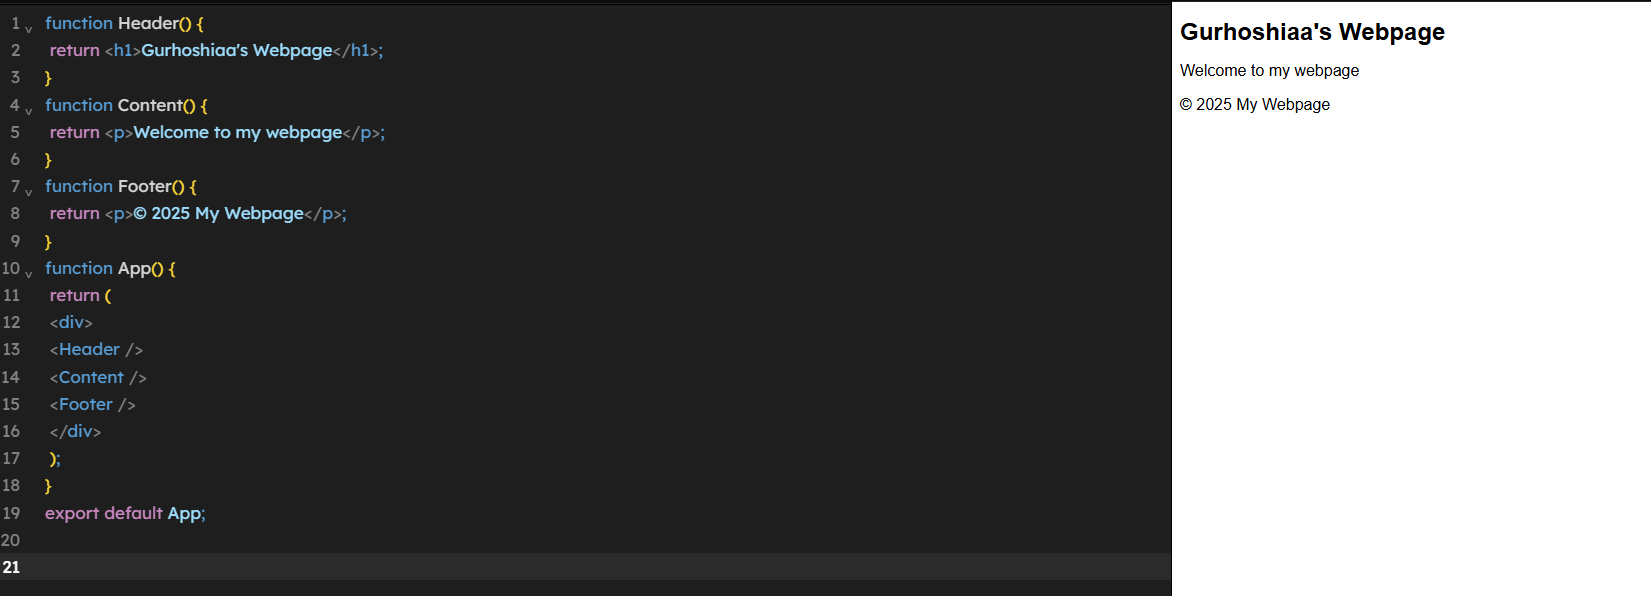 1 function Header() {
2 return <h1>Gurhoshiaa's Webpage</h1>;
3 }
4 function Content() {
5 return <p>Welcome to my webpage</p>;
6 }
7 function Footer() {
8 return <p>© 2025 My Webpage</p>;
9 }
10 function App() {
11 return (
12 <div>
13 <Header />
14 <Content />
15 <Footer />
16 </div>
17 );
18 }
19 export default App;
20
21
Gurhoshiaa's Webpage
Welcome to my webpage
© 2025 My Webpage